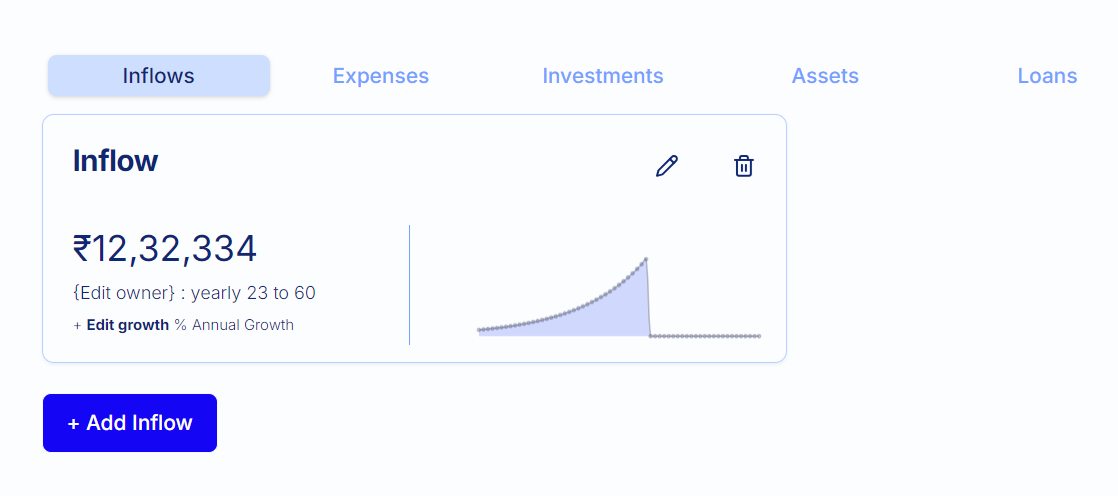 Inflows Expenses Investments Assets Loans
Inflow
₹12,32,334
{Edit owner} : yearly 23 to 60
+ Edit growth % Annual Growth
+ Add Inflow